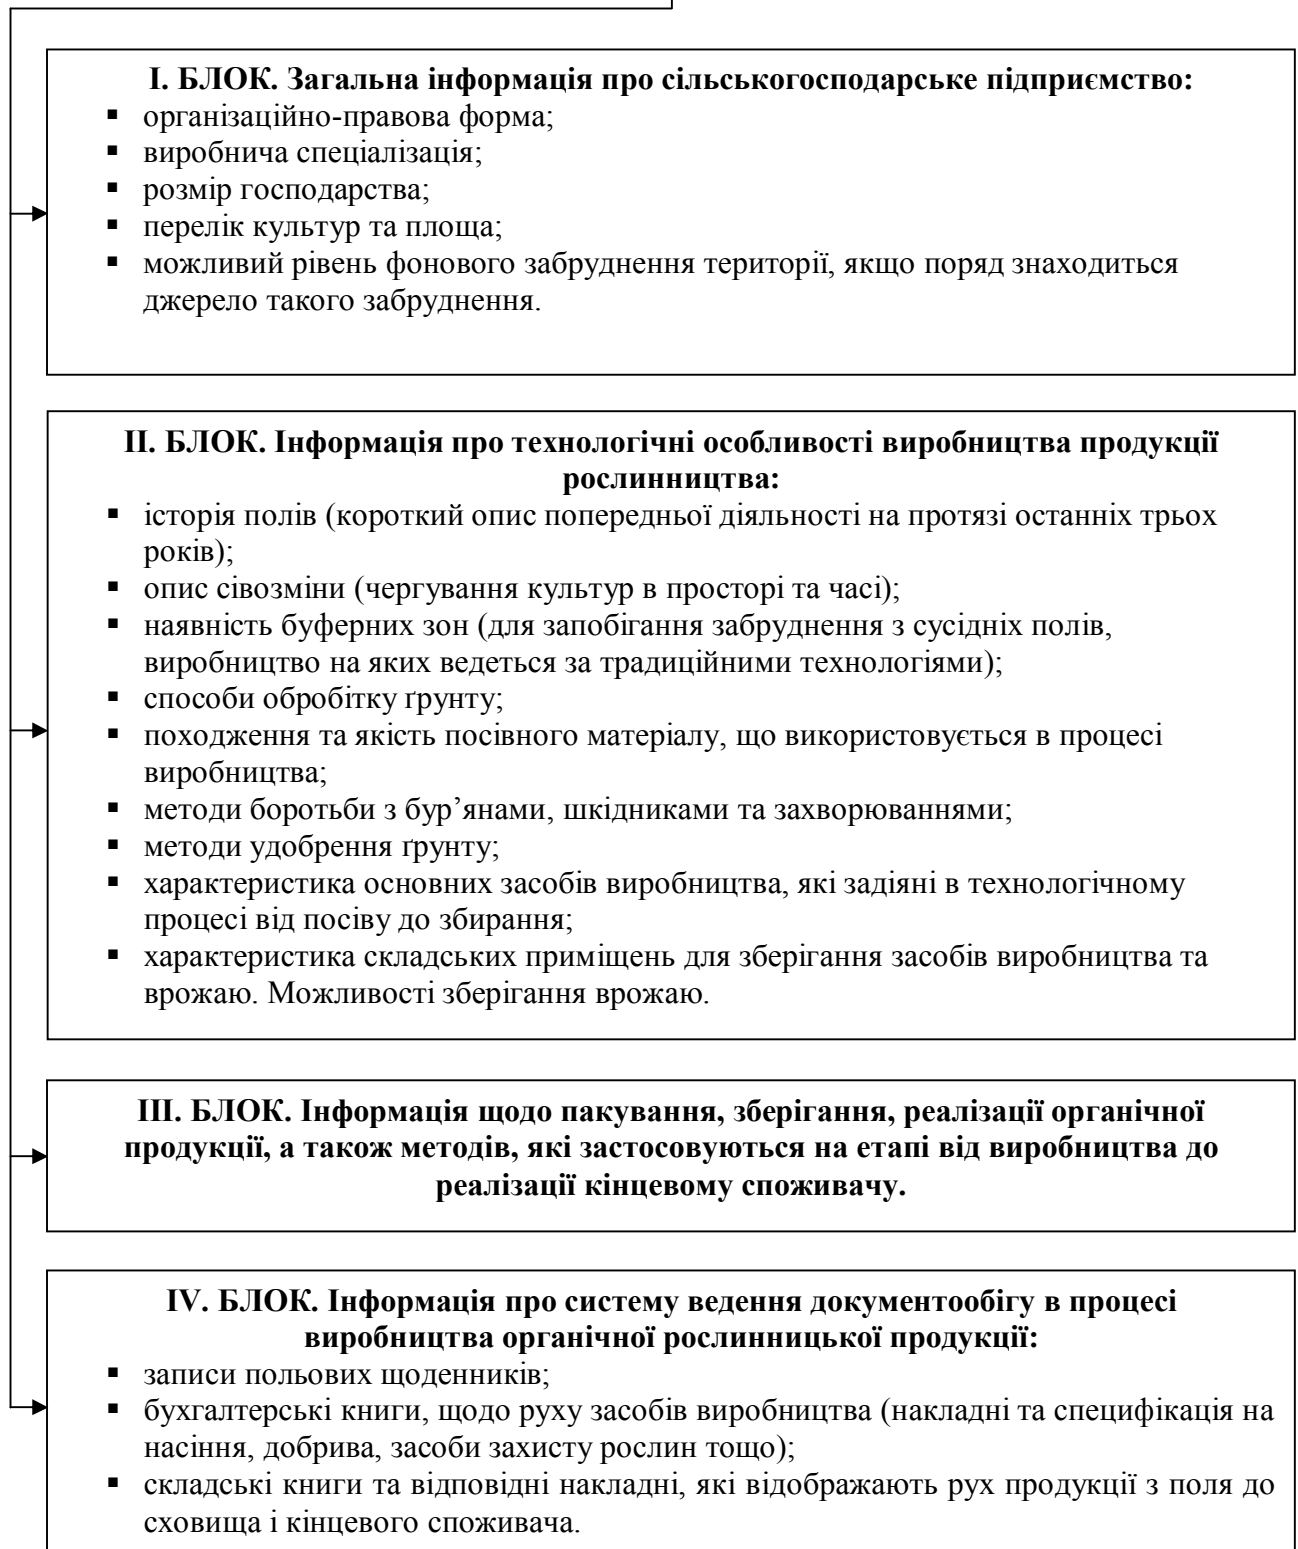 І. БЛОК. Загальна інформація про сільськогосподарське підприємство:
▪ організаційно-правова форма;
▪ виробнича спеціалізація;
▪ розмір господарства;
▪ перелік культур та площа;
▪ можливий рівень фонового забруднення території, якщо поряд знаходиться
джерело такого забруднення.
ІІ. БЛОК. Інформація про технологічні особливості виробництва продукції
рослинництва:
▪ історія полів (короткий опис попередньої діяльності на протязі останніх трьох
років);
▪ опис сівозміни (чергування культур в просторі та часі);
▪ наявність буферних зон (для запобігання забруднення з сусідніх полів,
виробництво на яких ведеться за традиційними технологіями);
▪ способи обробітку ґрунту;
▪ походження та якість посівного матеріалу, що використовується в процесі
виробництва;
▪ методи боротьби з бур’янами, шкідниками та захворюваннями;
▪ методи удобрення ґрунту;
▪ характеристика основних засобів виробництва, які задіяні в технологічному
процесі від посіву до збирання;
▪ характеристика складських приміщень для зберігання засобів виробництва та
врожаю. Можливості зберігання врожаю.
ІІІ. БЛОК. Інформація щодо пакування, зберігання, реалізації органічної
продукції, а також методів, які застосовуються на етапі від виробництва до
реалізації кінцевому споживачу.
IV. БЛОК. Інформація про систему ведення документообігу в процесі
виробництва органічної рослинницької продукції:
▪ записи польових щоденників;
▪ бухгалтерські книги, щодо руху засобів виробництва (накладні та специфікація на
насіння, добрива, засоби захисту рослин тощо);
▪ складські книги та відповідні накладні, які відображають рух продукції з поля до
сховища і кінцевого споживача.